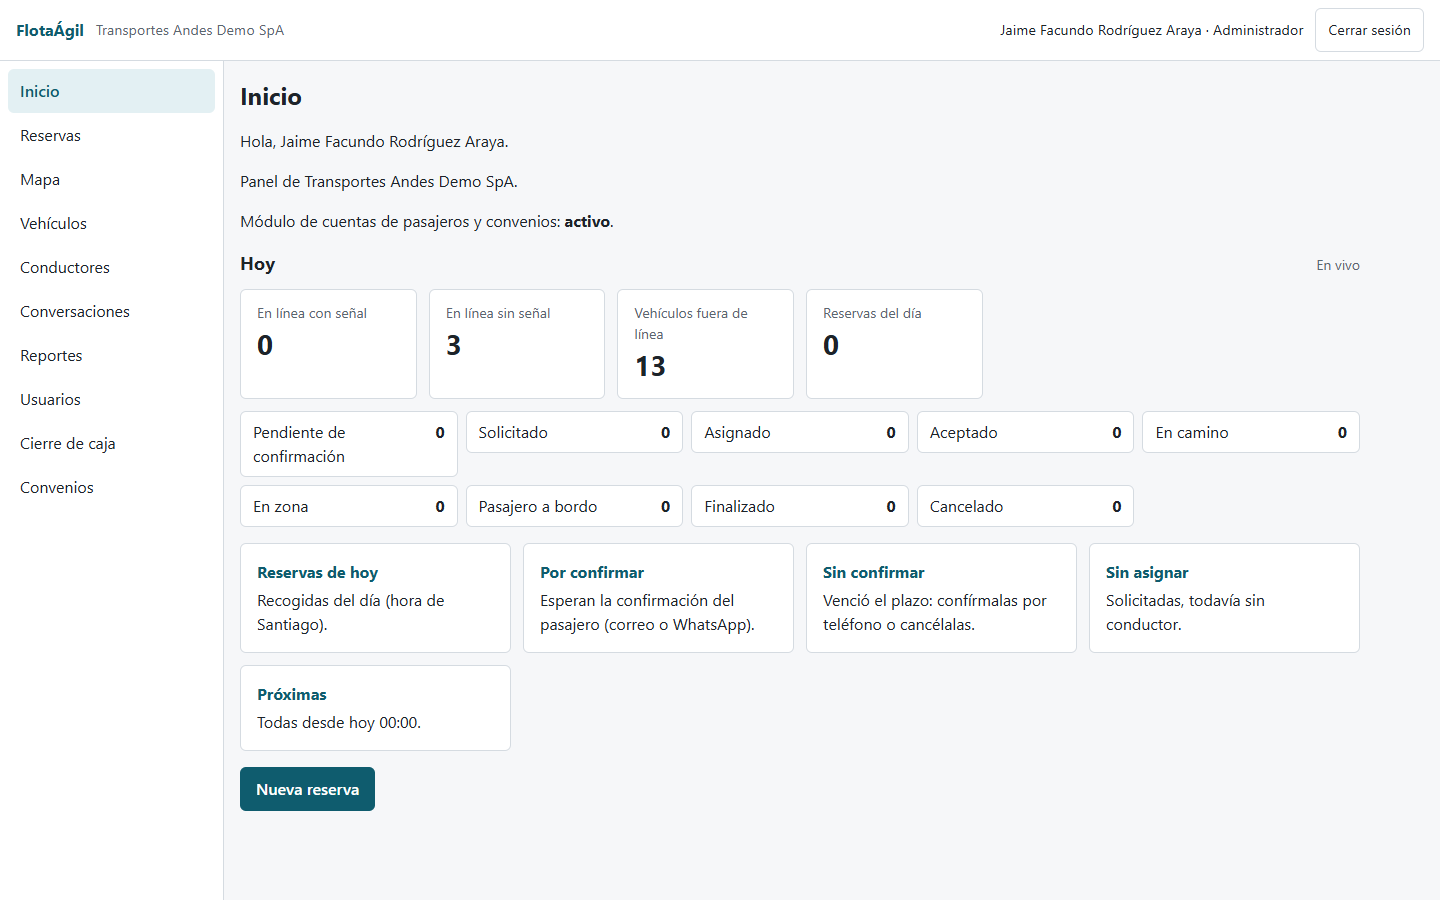 FlotaÁgil Transportes Andes Demo SpA
Jaime Facundo Rodríguez Araya · Administrador
Cerrar sesión
Inicio
Reservas
Mapa
Vehículos
Conductores
Conversaciones
Reportes
Usuarios
Cierre de caja
Convenios
Inicio
Hola, Jaime Facundo Rodríguez Araya.
Panel de Transportes Andes Demo SpA.
Módulo de cuentas de pasajeros y convenios: activo.
Hoy
En vivo
En línea con señal
0
En línea sin señal
3
Vehículos fuera de
línea
13
Reservas del día
0
Pendiente de
confirmación
0
Solicitado 0
Asignado 0
Aceptado 0
En camino 0
En zona 0
Pasajero a bordo 0
Finalizado 0
Cancelado 0
Reservas de hoy
Recogidas del día (hora de
Santiago).
Por confirmar
Esperan la confirmación del
pasajero (correo o WhatsApp).
Sin confirmar
Venció el plazo: confírmalas por
teléfono o cancélalas.
Sin asignar
Solicitadas, todavía sin
conductor.
Próximas
Todas desde hoy 00:00.
Nueva reserva